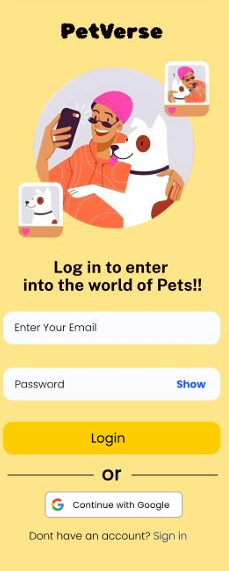 PetVerse
Log in to enter
into the world of Pets!!
Enter Your Email
Password Show
Login
or
Continue with Google
Dont have an account? Sign in